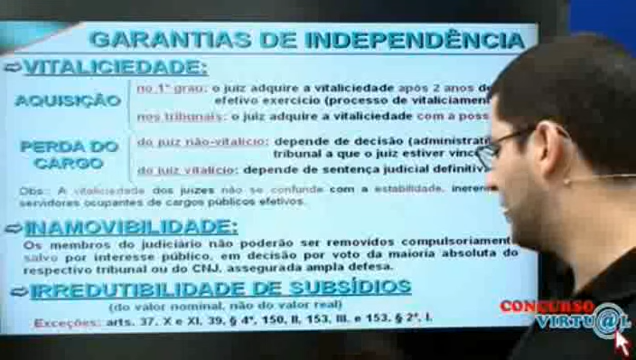 GARANTIAS DE INDEPENDÊNCIA
⇨VITALICIEDADE:
AQUISIÇÃO
no 1º grau: o juiz adquire a vitaliciedade após 2 anos de
efetivo exercício (processo de vitaliciamen
nos tribunais: o juiz adquire a vitaliciedade com a poss
PERDA DO
CARGO
do juiz não-vitalício: depende de decisão (administrat
tribunal a que o juiz estiver vinc
do juiz vitalício: depende de sentença judicial definitiva
Obs.: A vitaliciedade dos juízes não se confunde com a estabilidade, ineren
servidores ocupantes de cargos públicos efetivos.
⇨INAMOVIBILIDADE:
Os membros do judiciário não poderão ser removidos compulsoriament
salvo por interesse público, em decisão por voto da maioria absoluta do
respectivo tribunal ou do CNJ, assegurada ampla defesa.
⇨IRREDUTIBILIDADE DE SUBSÍDIOS
(do valor nominal, não do valor real)
Exceções: arts. 37, X e XI, 39, § 4º, 150, II, 153, III, e 153, § 2º, I.
CONCURSO
VIRTU@L